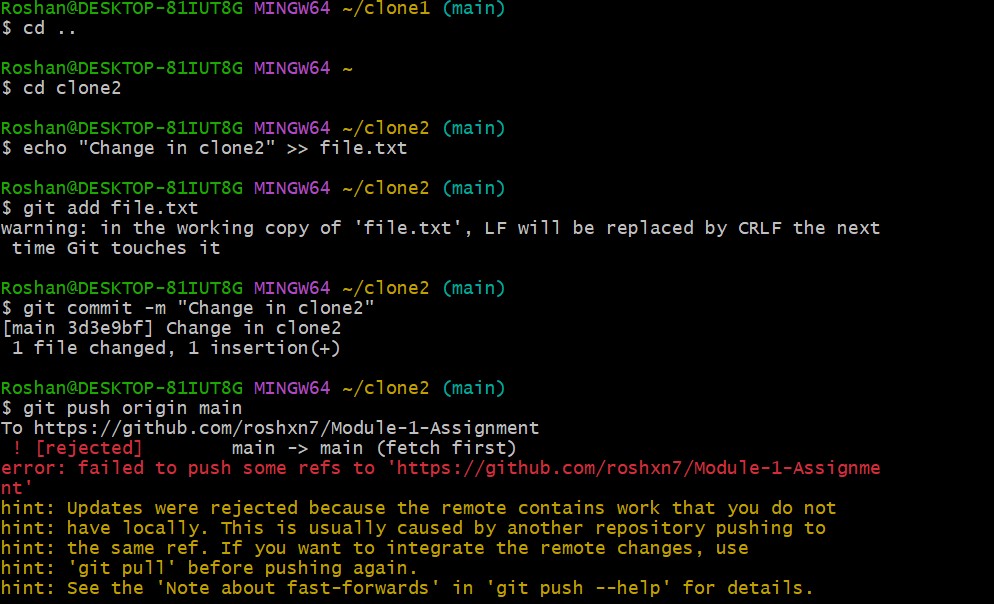 Roshan@DESKTOP-81IUT8G MINGW64 ~/clone1 (main)
$ cd ..
Roshan@DESKTOP-81IUT8G MINGW64 ~
$ cd clone2
Roshan@DESKTOP-81IUT8G MINGW64 ~/clone2 (main)
$ echo "Change in clone2" >> file.txt
Roshan@DESKTOP-81IUT8G MINGW64 ~/clone2 (main)
$ git add file.txt
warning: in the working copy of 'file.txt', LF will be replaced by CRLF the next
 time Git touches it
Roshan@DESKTOP-81IUT8G MINGW64 ~/clone2 (main)
$ git commit -m "Change in clone2"
[main 3d3e9bf] Change in clone2
 1 file changed, 1 insertion(+)
Roshan@DESKTOP-81IUT8G MINGW64 ~/clone2 (main)
$ git push origin main
To https://github.com/roshxn7/Module-1-Assignment
 ! [rejected]        main -> main (fetch first)
error: failed to push some refs to 'https://github.com/roshxn7/Module-1-Assignme
nt'
hint: Updates were rejected because the remote contains work that you do not
hint: have locally. This is usually caused by another repository pushing to
hint: the same ref. If you want to integrate the remote changes, use
hint: 'git pull' before pushing again.
hint: See the 'Note about fast-forwards' in 'git push --help' for details.